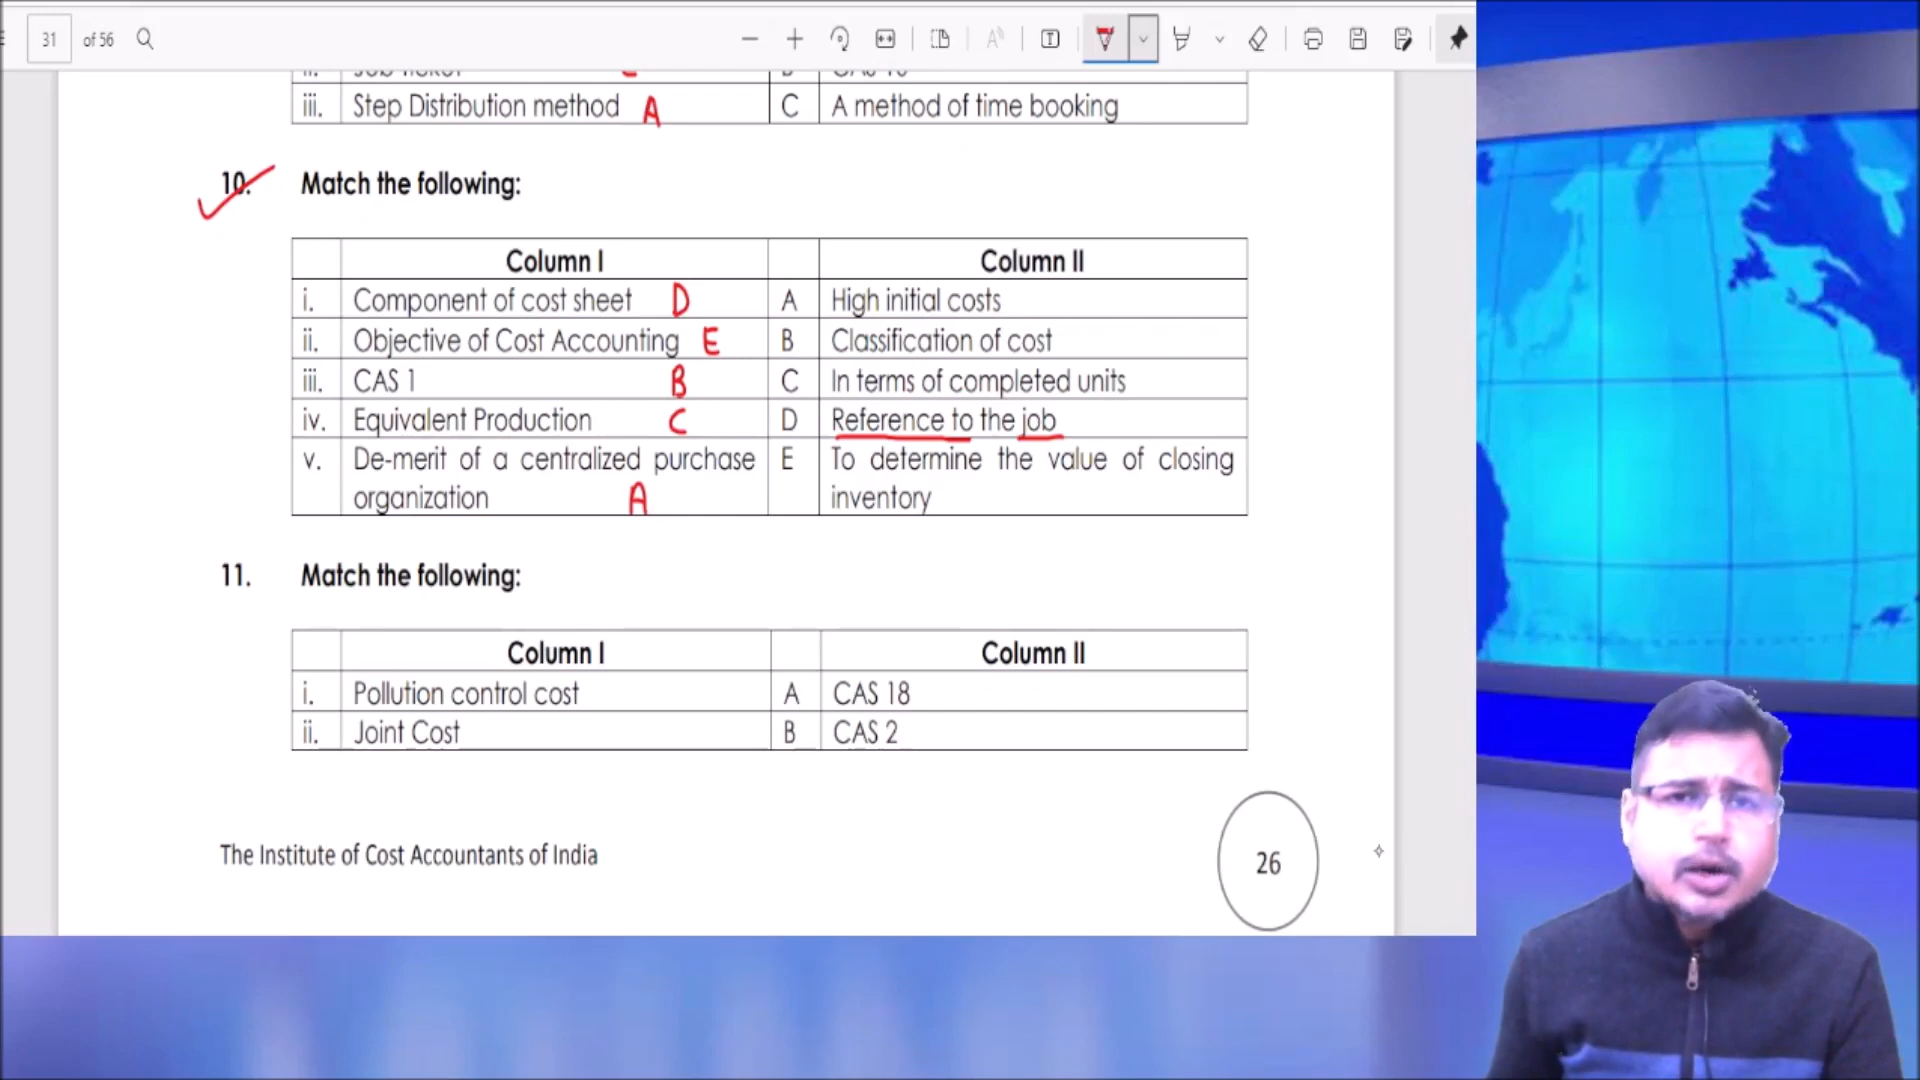 31 of 56
iii. Step Distribution method A C A method of time booking
10. Match the following:
Column I Column II
i. Component of cost sheet D A High initial costs
ii. Objective of Cost Accounting E B Classification of cost
iii. CAS 1 B C In terms of completed units
iv. Equivalent Production C D Reference to the job
v. De-merit of a centralized purchase E To determine the value of closing
organization A inventory
11. Match the following:
Column I Column II
i. Pollution control cost A CAS 18
ii. Joint Cost B CAS 2
The Institute of Cost Accountants of India
26